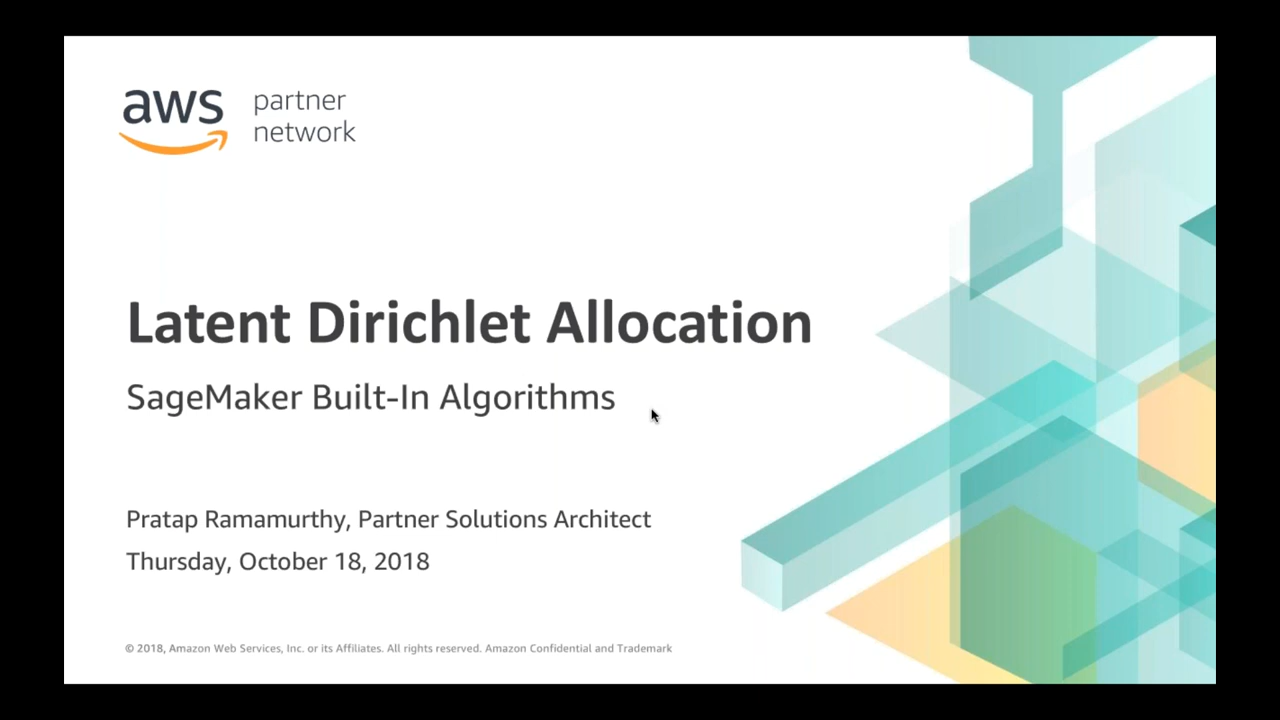 aws
partner
network
Latent Dirichlet Allocation
SageMaker Built-In Algorithms
Pratap Ramamurthy, Partner Solutions Architect
Thursday, October 18, 2018
© 2018, Amazon Web Services, Inc. or its Affiliates. All rights reserved. Amazon Confidential and Trademark